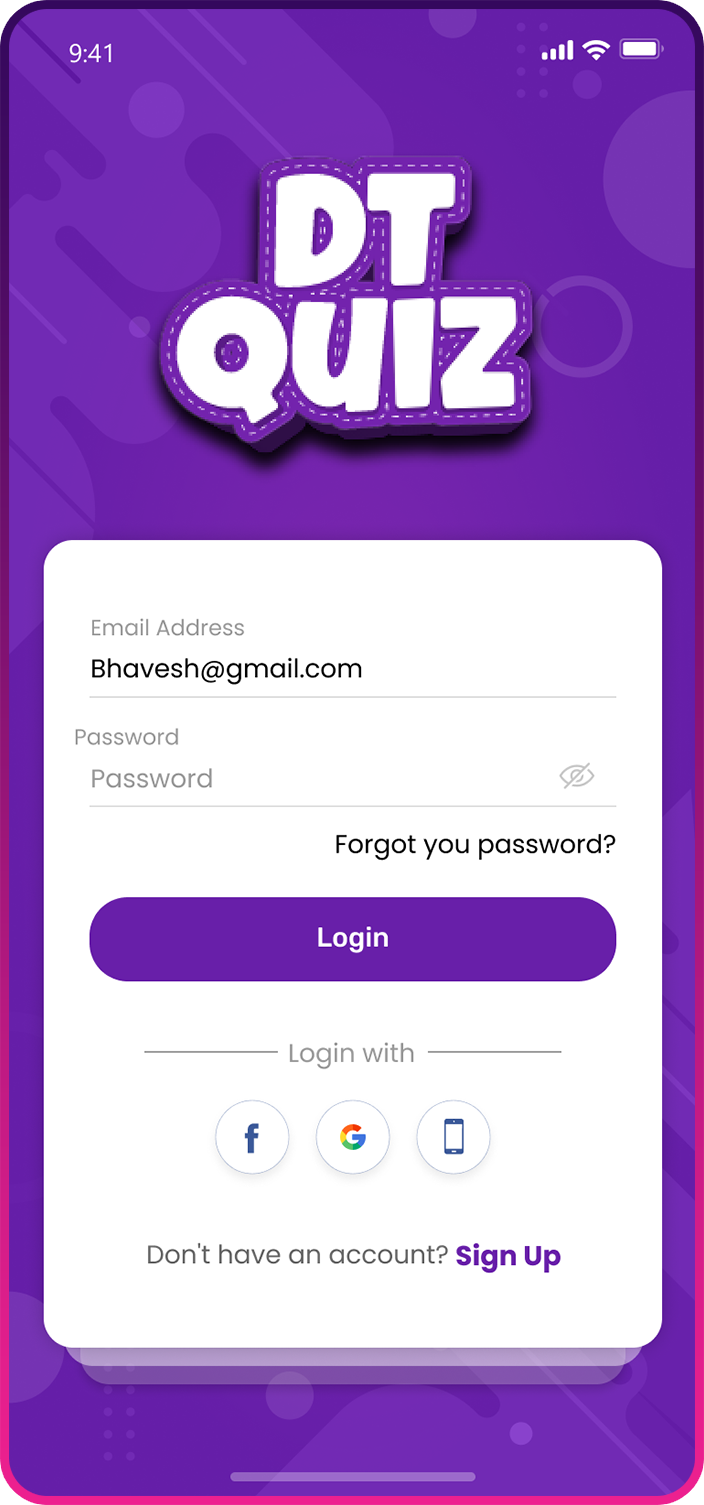 9:41
DT
QUIZ
Email Address
Bhavesh@gmail.com
Password
Password
Forgot you password?
Login
Login with
f G
Don't have an account? Sign Up